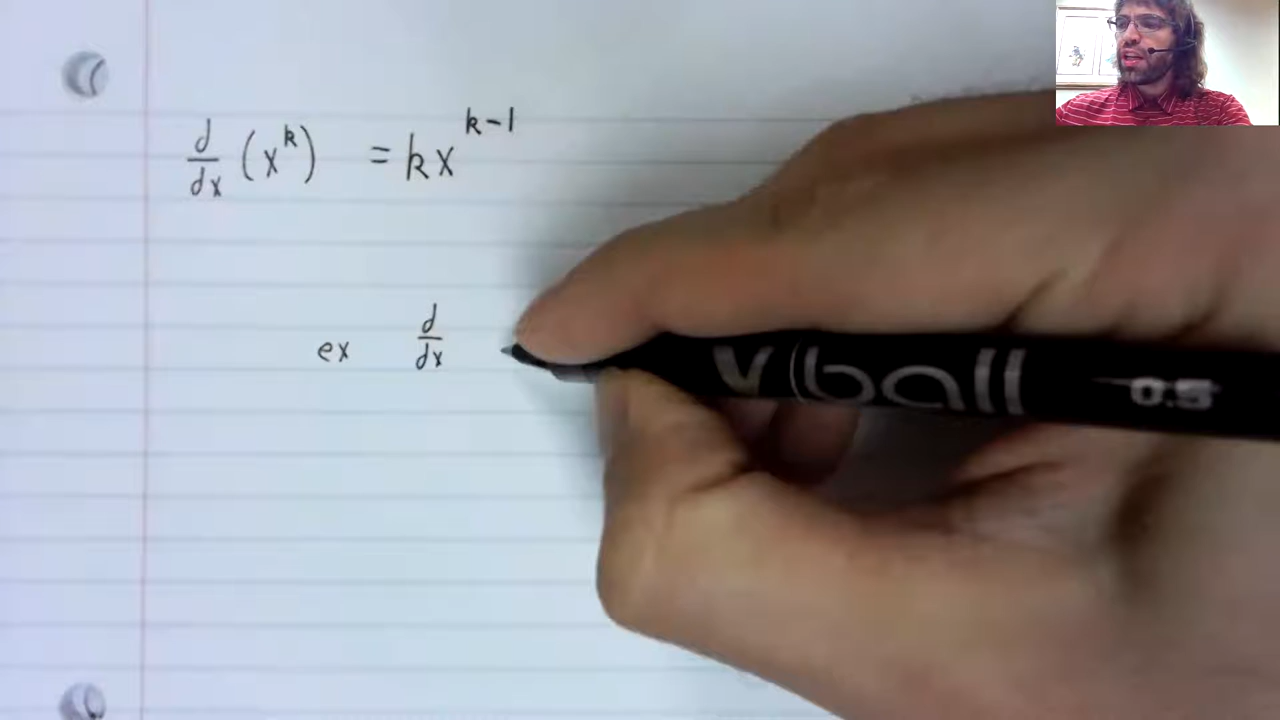 d/dx (x^k) = kx^{k-1}
ex d/dx
V ball 0.5